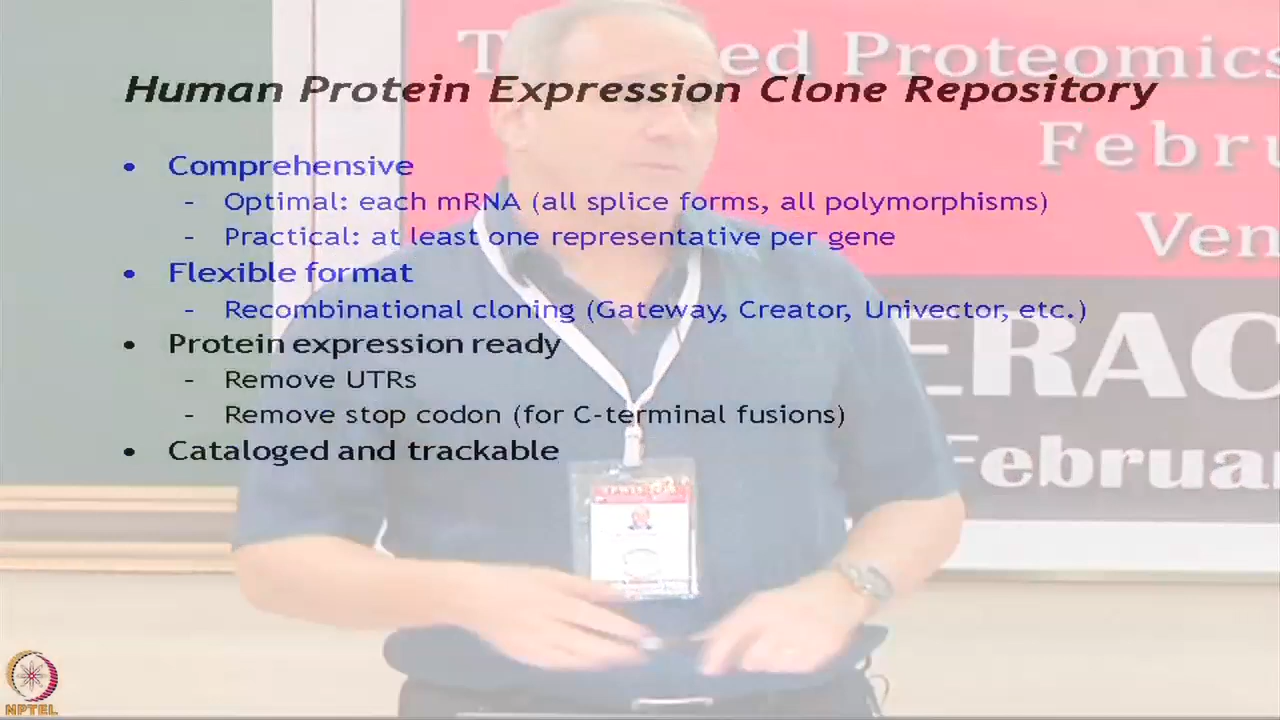 Human Protein Expression Clone Repository
• Comprehensive
- Optimal: each mRNA (all splice forms, all polymorphisms)
- Practical: at least one representative per gene
• Flexible format
- Recombinational cloning (Gateway, Creator, Univector, etc.)
• Protein expression ready
- Remove UTRs
- Remove stop codon (for C-terminal fusions)
• Cataloged and trackable
T ed Proteomics
Febru
Ven
ERAC
Februa
NPTEL